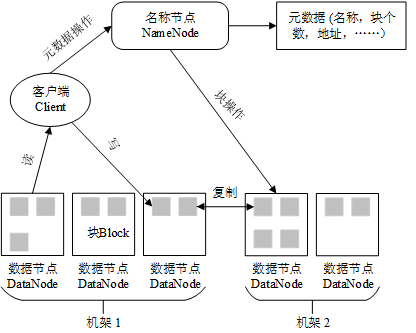 名称节点
NameNode
元数据 (名称，块个
数，地址，……）
元数据操作
客户端
Client
块操作
读
写
复制
块Block
数据节点
DataNode
数据节点
DataNode
数据节点
DataNode
数据节点
DataNode
数据节点
DataNode
机架 1
机架 2